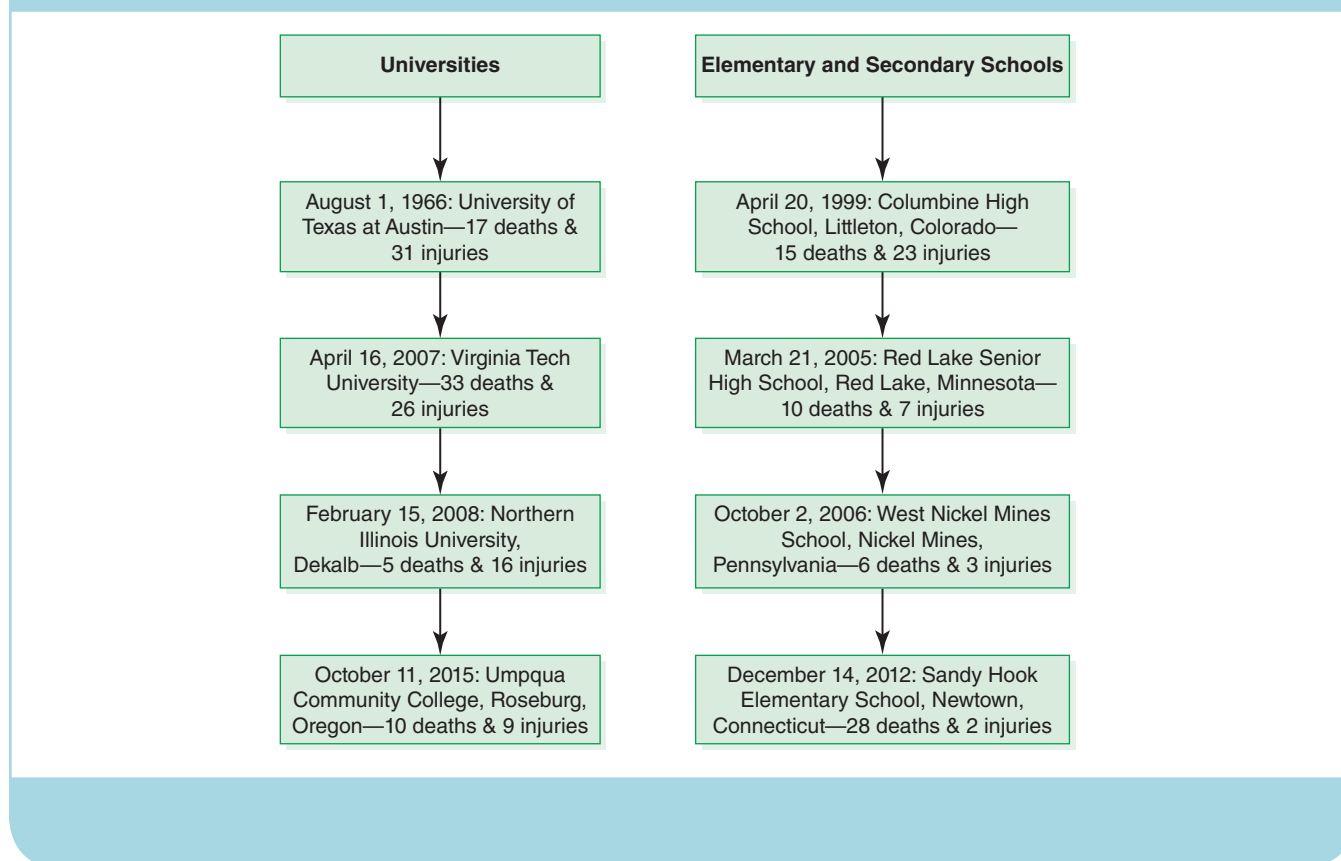 Universities
August 1, 1966: University of
Texas at Austin—17 deaths &
31 injuries
April 16, 2007: Virginia Tech
University—33 deaths &
26 injuries
February 15, 2008: Northern
Illinois University,
Dekalb—5 deaths & 16 injuries
October 11, 2015: Umpqua
Community College, Roseburg,
Oregon—10 deaths & 9 injuries
Elementary and Secondary Schools
April 20, 1999: Columbine High
School, Littleton, Colorado—
15 deaths & 23 injuries
March 21, 2005: Red Lake Senior
High School, Red Lake, Minnesota—
10 deaths & 7 injuries
October 2, 2006: West Nickel Mines
School, Nickel Mines,
Pennsylvania—6 deaths & 3 injuries
December 14, 2012: Sandy Hook
Elementary School, Newtown,
Connecticut—28 deaths & 2 injuries